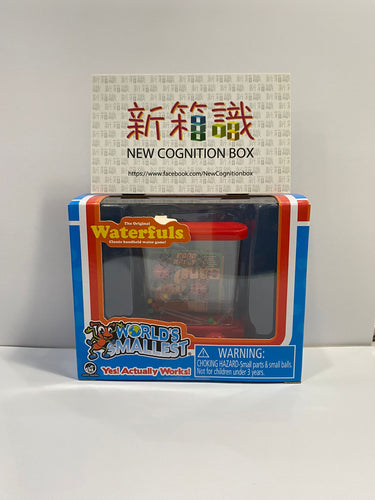 新箱識
NEW COGNITION BOX
https://www.facebook.com/NewCognitionbox
The Original
Waterfuls
Classic handheld water game!
WORLD'S
SMALLEST
Yes! Actually Works!
WARNING:
CHOKING HAZARD-Small parts & small balls.
Not for children under 3 years.